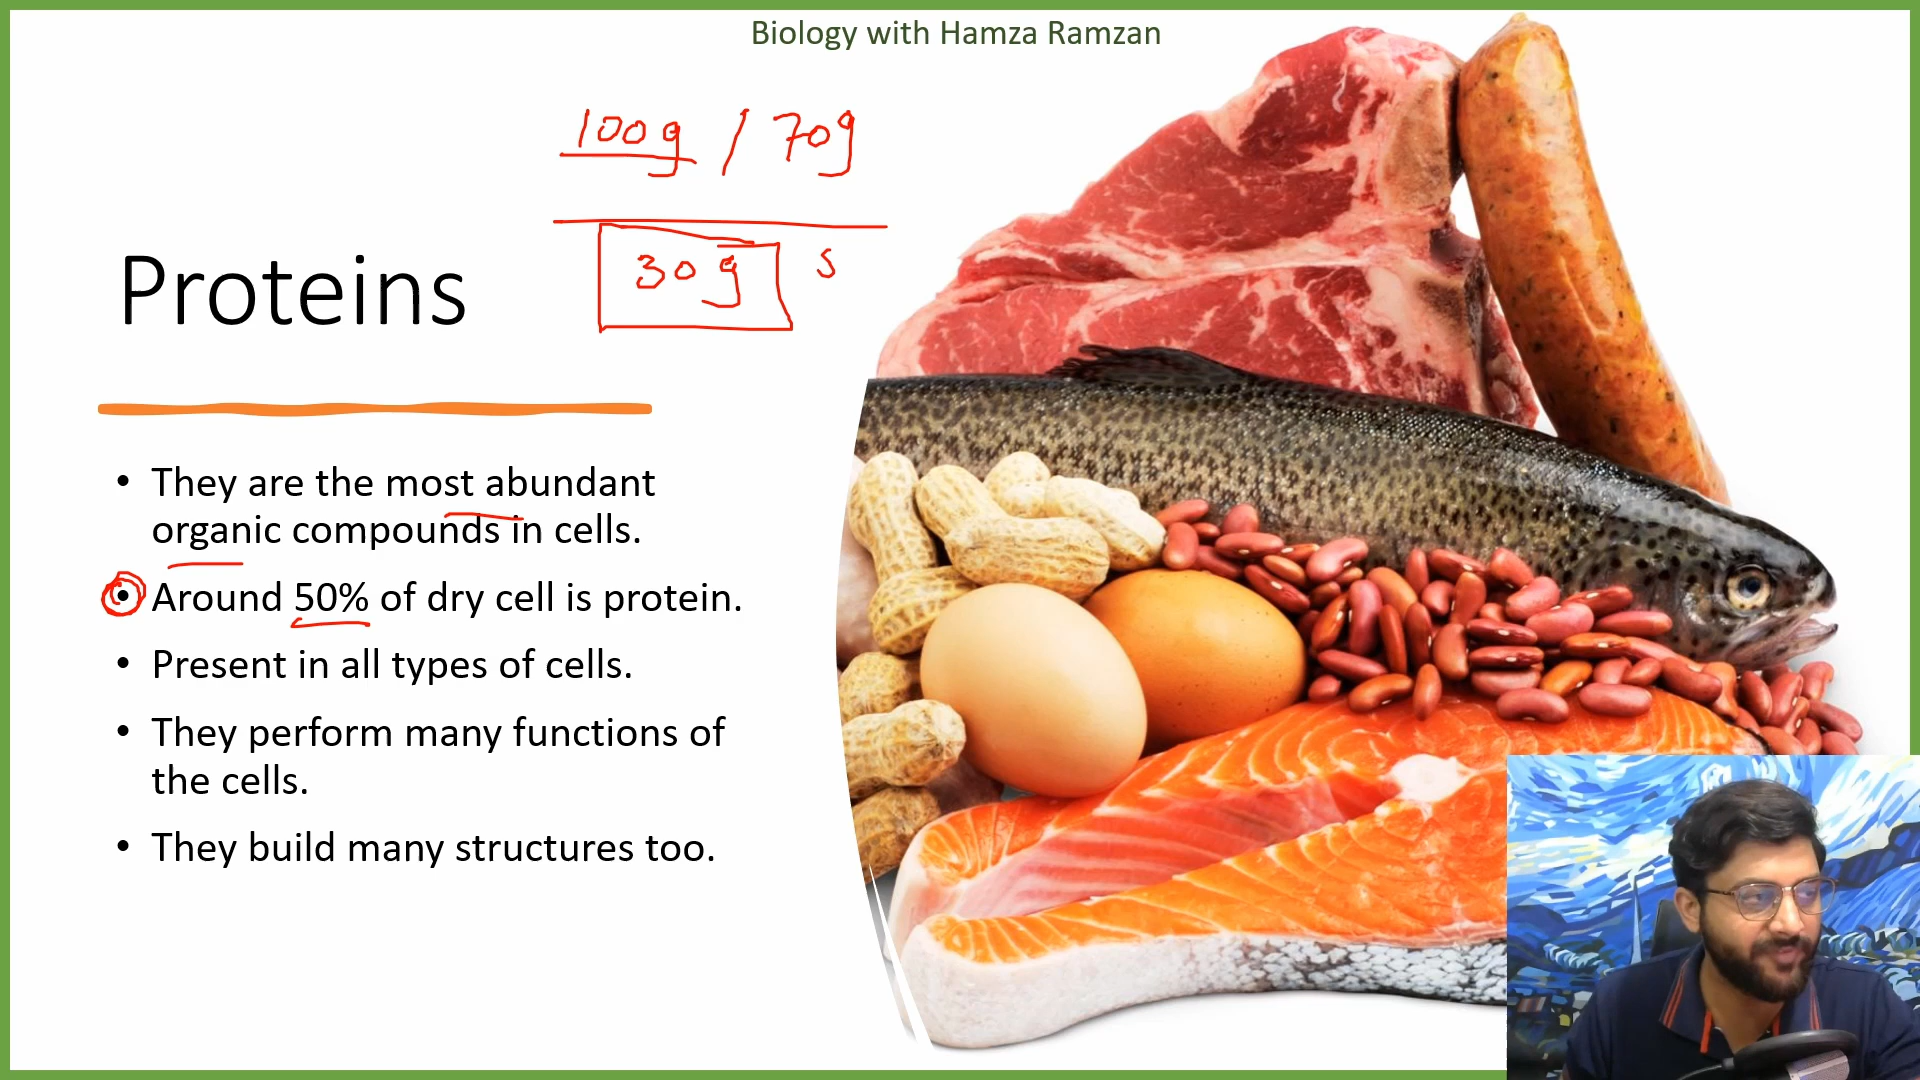 Biology with Hamza Ramzan
100g / 70g
30g s
Proteins
• They are the most abundant
organic compounds in cells.
• Around 50% of dry cell is protein.
• Present in all types of cells.
• They perform many functions of
the cells.
• They build many structures too.